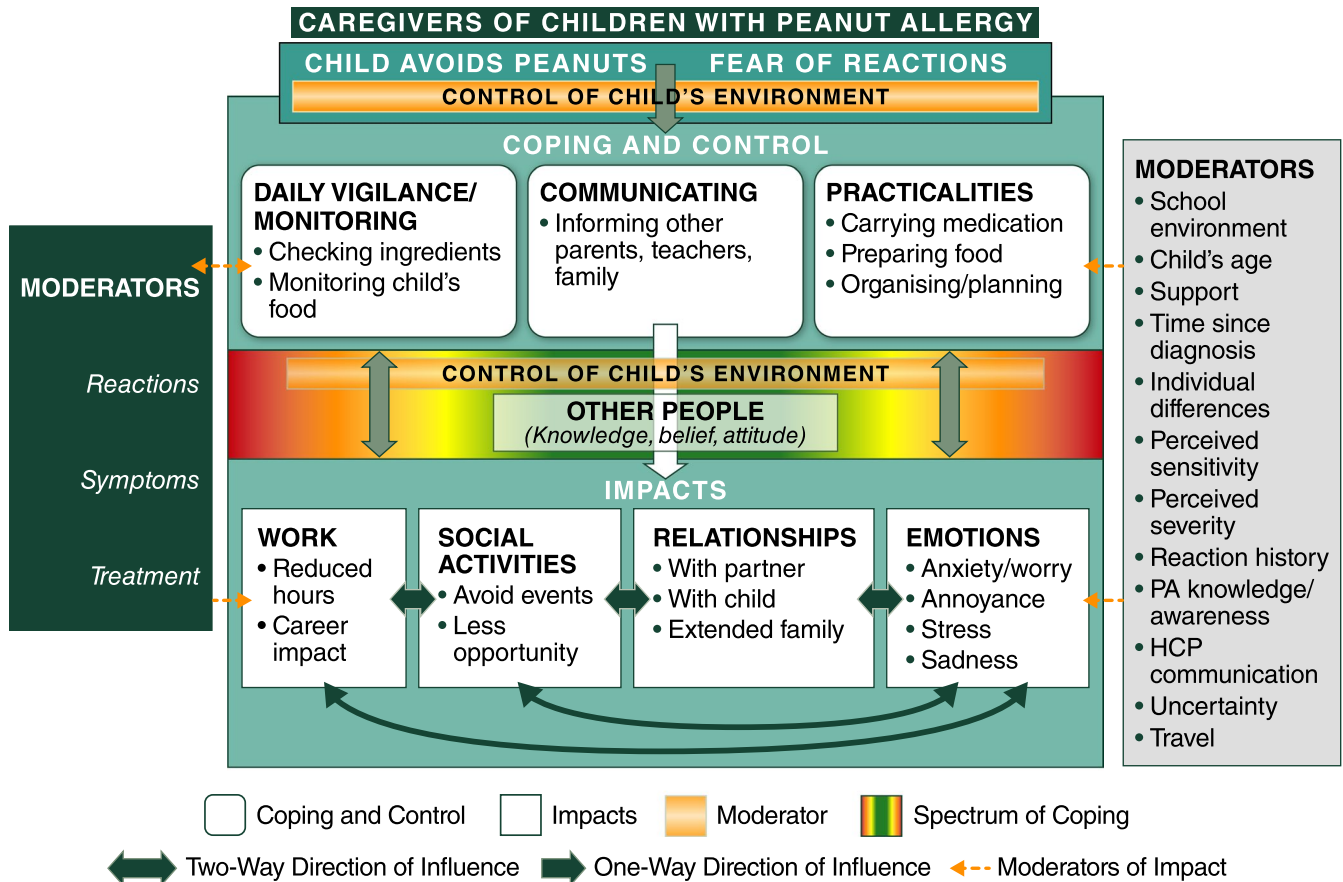 CAREGIVERS OF CHILDREN WITH PEANUT ALLERGY
CHILD AVOIDS PEANUTS
FEAR OF REACTIONS
CONTROL OF CHILD'S ENVIRONMENT
COPING AND CONTROL
DAILY VIGILANCE/
MONITORING
• Checking ingredients
• Monitoring child's
food
COMMUNICATING
• Informing other
parents, teachers,
family
PRACTICALITIES
• Carrying medication
• Preparing food
• Organising/planning
MODERATORS
Reactions
Symptoms
Treatment
CONTROL OF CHILD'S ENVIRONMENT
OTHER PEOPLE
(Knowledge, belief, attitude)
IMPACTS
WORK
• Reduced
hours
• Career
impact
SOCIAL
ACTIVITIES
• Avoid events
• Less
opportunity
RELATIONSHIPS
• With partner
• With child
• Extended family
EMOTIONS
• Anxiety/worry
• Annoyance
• Stress
• Sadness
MODERATORS
• School
environment
• Child's age
• Support
• Time since
diagnosis
• Individual
differences
• Perceived
sensitivity
• Perceived
severity
• Reaction history
• PA knowledge/
awareness
• HCP
communication
• Uncertainty
• Travel
Coping and Control
Impacts
Moderator
Spectrum of Coping
Two-Way Direction of Influence
One-Way Direction of Influence
Moderators of Impact